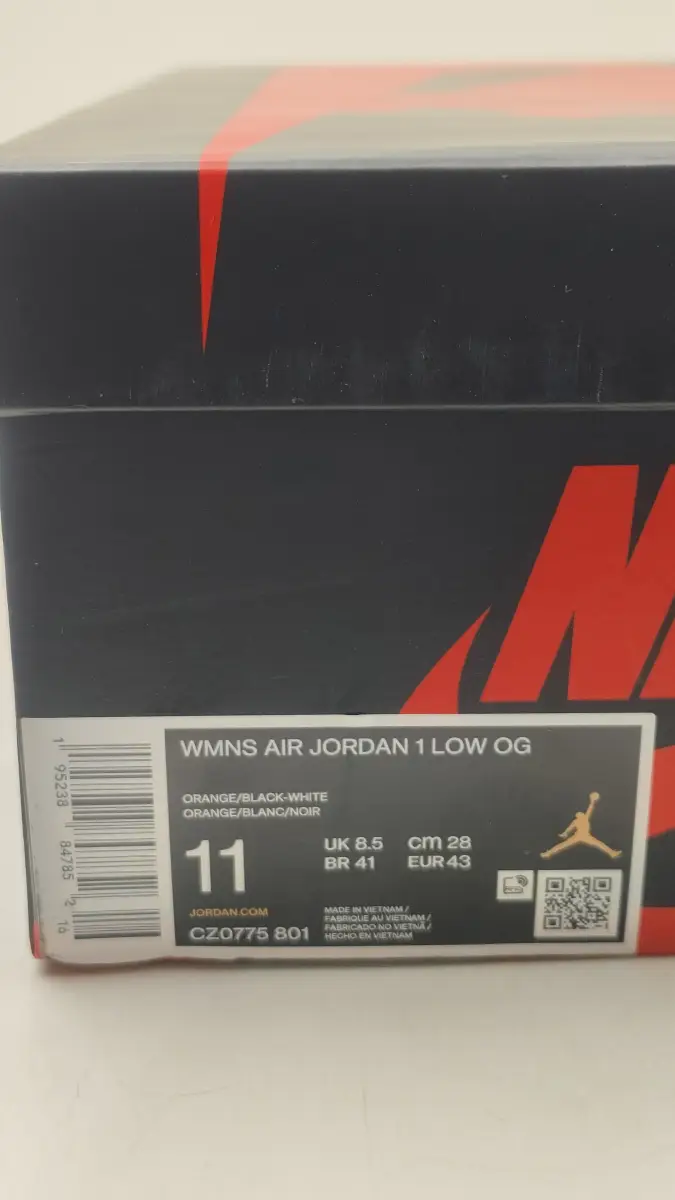 WMNS AIR JORDAN 1 LOW OG
ORANGE/BLACK-WHITE
ORANGE/BLANC/NOIR
11
UK 8.5 cm 28
BR 41 EUR 43
JORDAN.COM
CZ0775 801
MADE IN VIETNAM /
FABRIQUE AU VIETNAM /
FABRICADO NO VIETNÃ /
HECHO EN VIETNAM
1 95238 84785 2 16